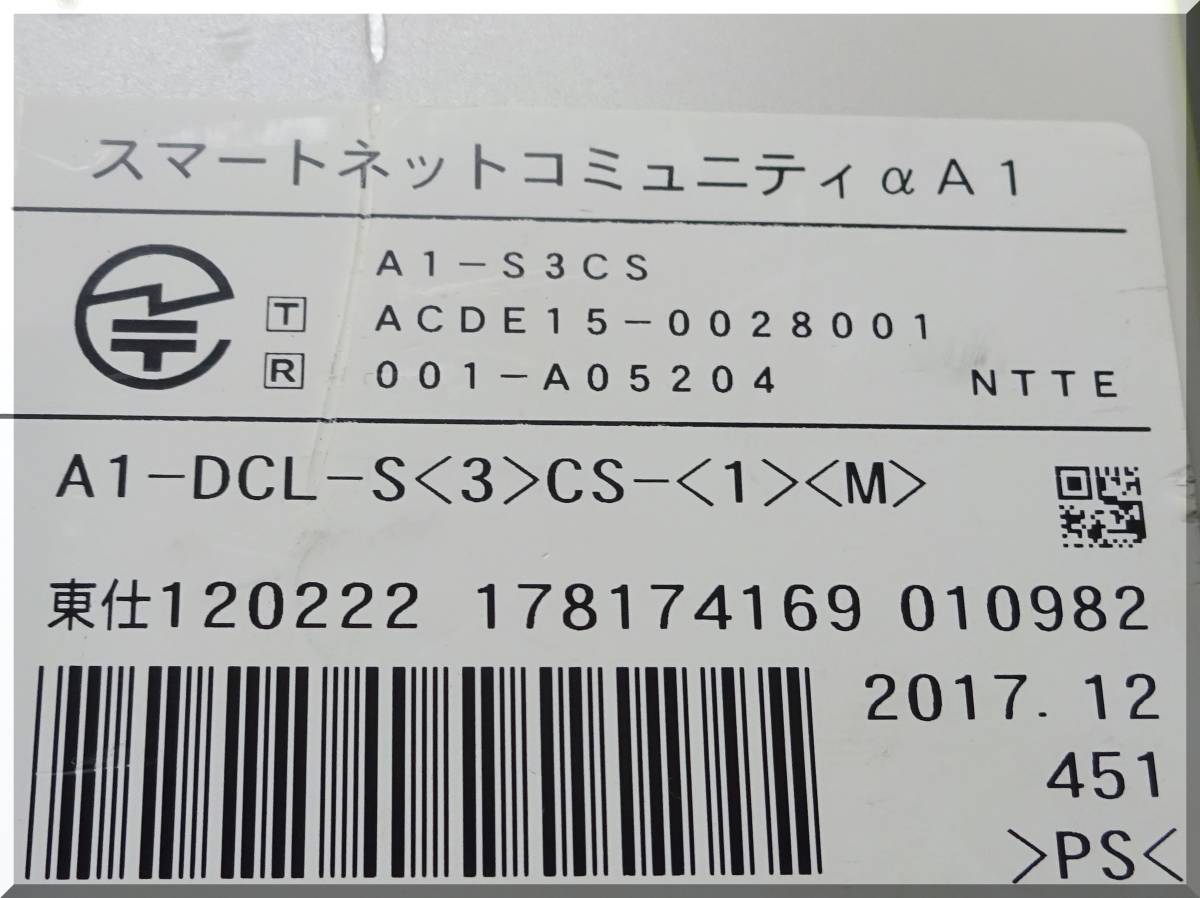 スマートネットコミュニティαA1
A1-S3CS
T ACDE15-0028001
R 001-A05204 NTTE
A1-DCL-S<3>CS-<1><M>
東仕120222 178174169 010982
2017.12
451
>PS<